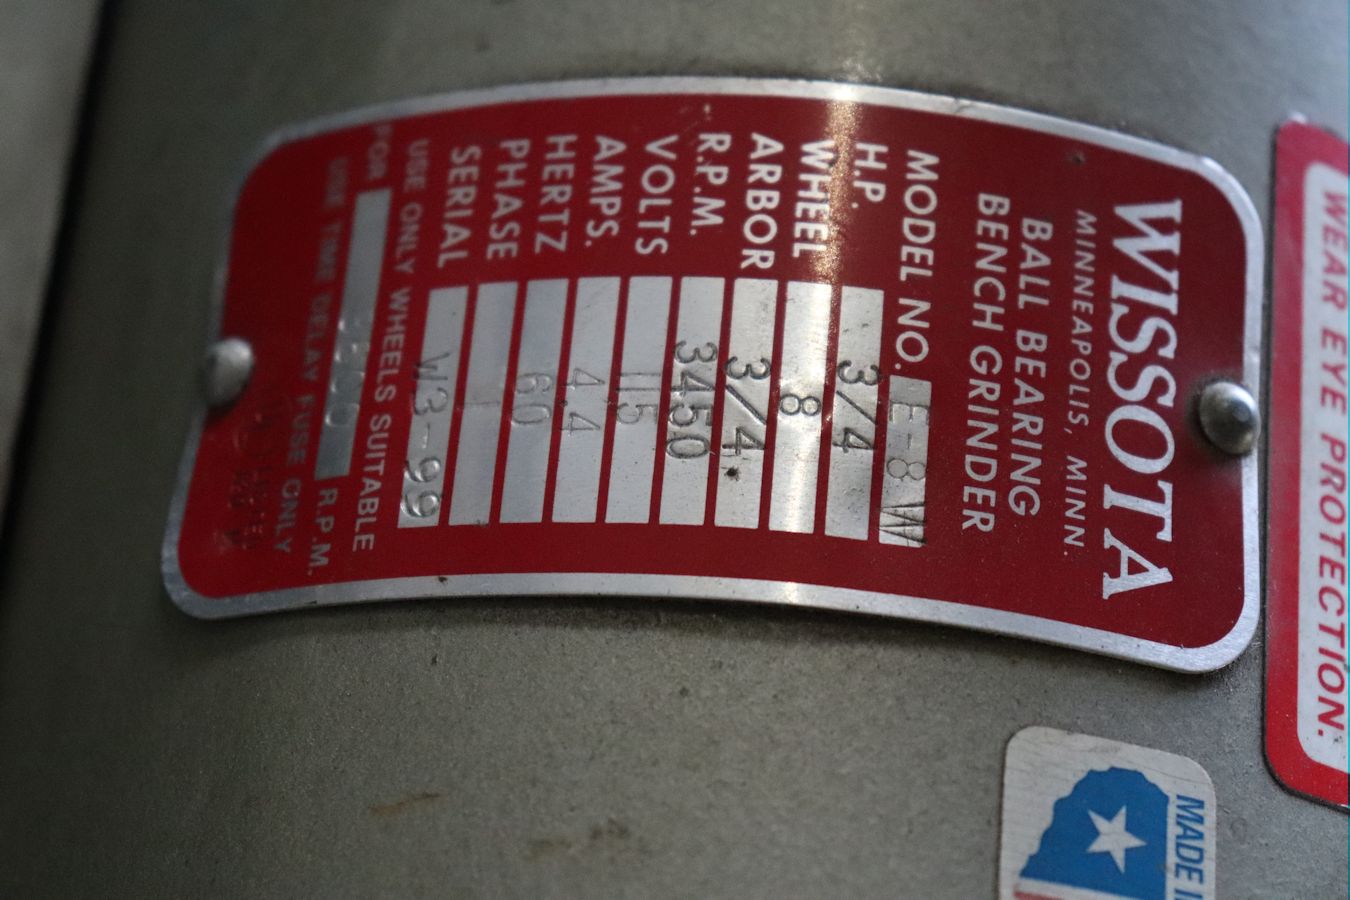 WISSOTA
MINNEAPOLIS, MINN.
BALL BEARING
BENCH GRINDER
MODEL NO. E-8W
H.P. 3/4
WHEEL 8
ARBOR 3/4
R.P.M. 3450
VOLTS 115
AMPS. 4.4
HERTZ 60
PHASE 1
SERIAL W3-99
USE ONLY WHEELS SUITABLE
FOR R.P.M.
USE TIME DELAY FUSE ONLY
WEAR EYE PROTECTION.
MADE